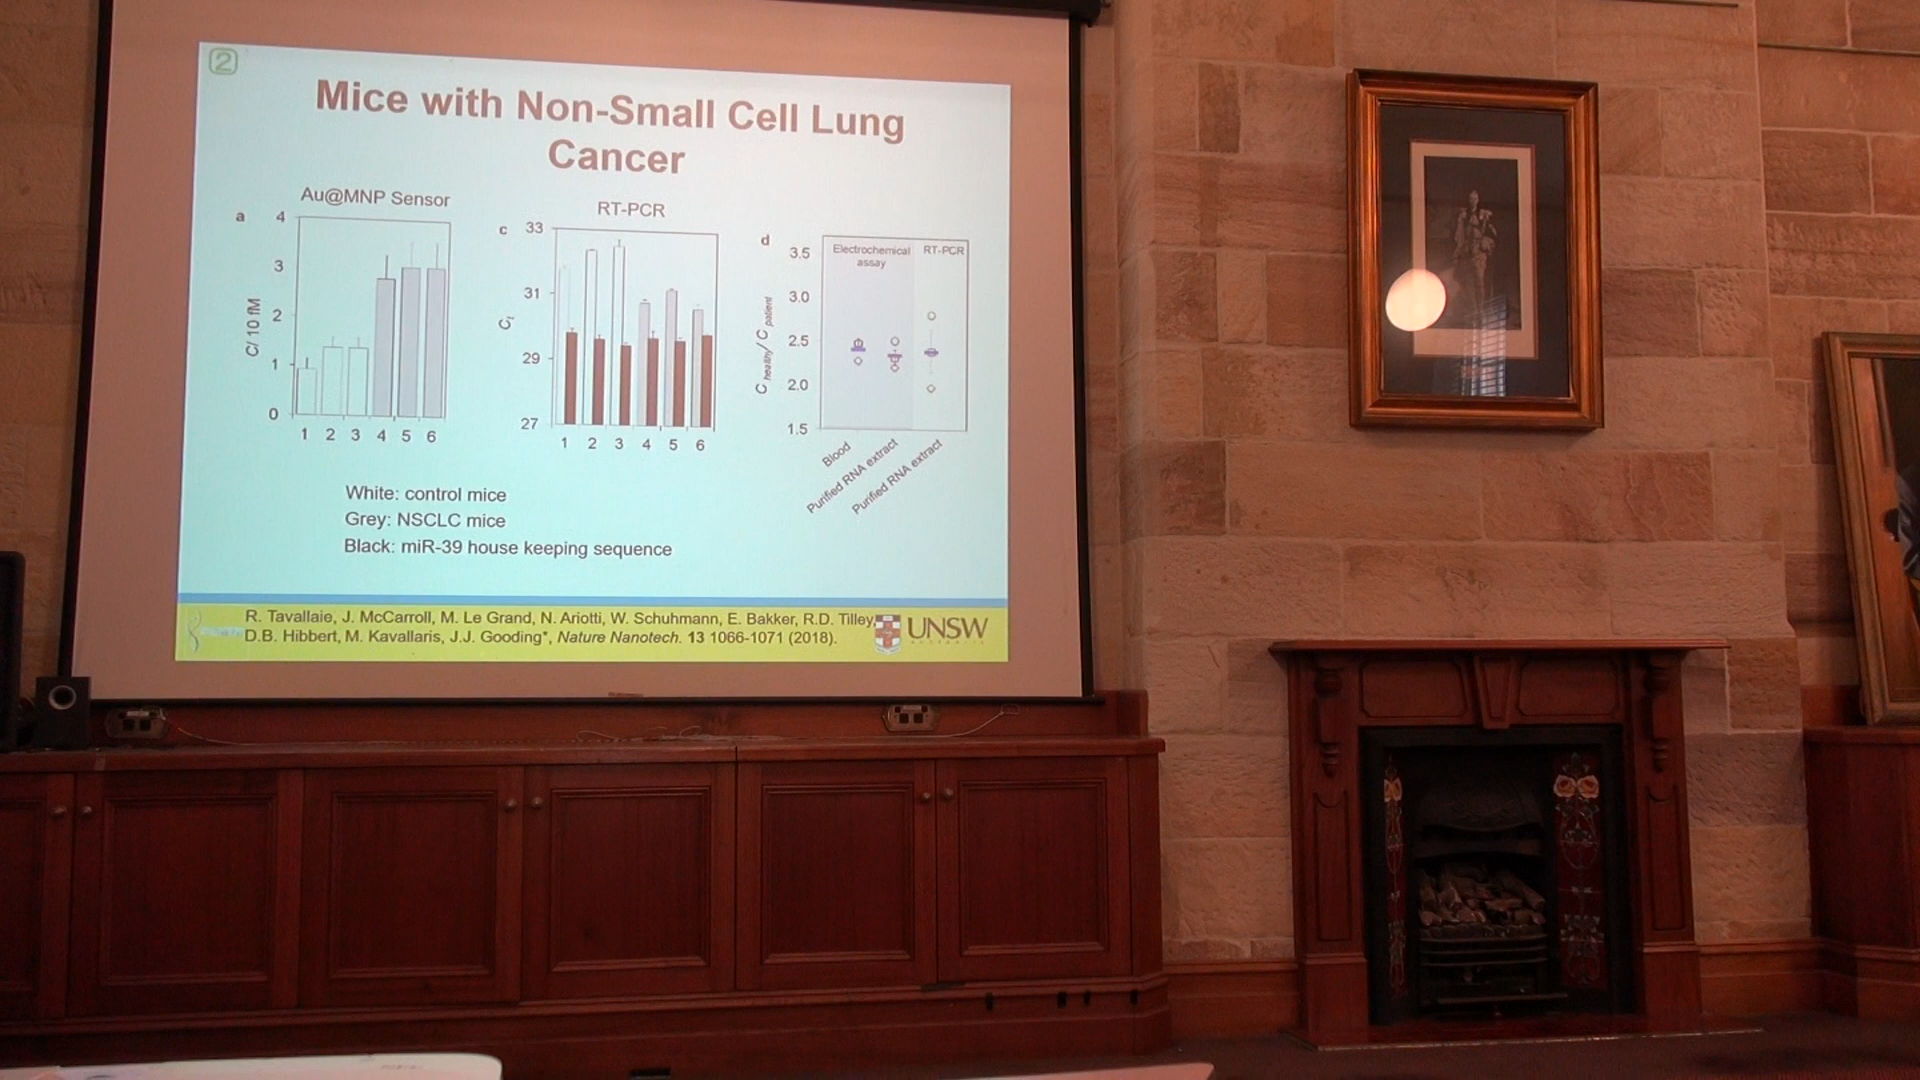 2
Mice with Non-Small Cell Lung
Cancer
Au@MNP Sensor
a
4
3
2
1
0
C/ 10 fM
1 2 3 4 5 6
RT-PCR
c
33
31
29
27
Ct
1 2 3 4 5 6
d
3.5
3.0
2.5
2.0
1.5
C healthy/ C patient
Electrochemical
assay
RT-PCR
Blood
Purified RNA extract
Purified RNA extract
White: control mice
Grey: NSCLC mice
Black: miR-39 house keeping sequence
R. Tavallaie, J. McCarroll, M. Le Grand, N. Ariotti, W. Schuhmann, E. Bakker, R.D. Tilley,
D.B. Hibbert, M. Kavallaris, J.J. Gooding*, Nature Nanotech. 13 1066-1071 (2018).
UNSW